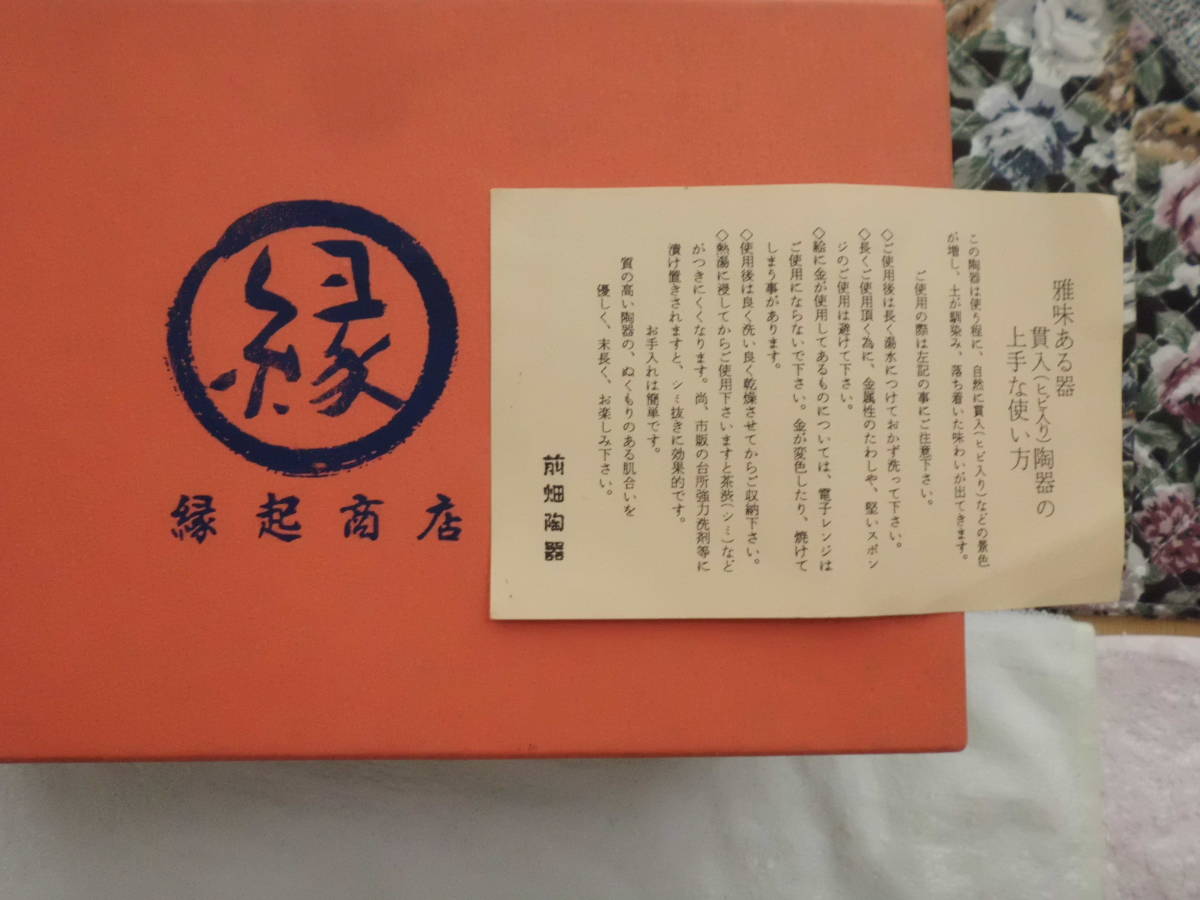 縁
縁起商店
雅味ある器
貫入(ヒビ入り)陶器の
上手な使い方
この陶器は使う程に、自然に貫入(ヒビ入り)などの景色
が増し、土が馴染み、落ち着いた味わいが出てきます。
ご使用の際は左記の事にご注意下さい。
◇ご使用後は長く湯水につけておかず洗って下さい。
◇長くご使用頂く為に、金属性のたわしや、堅いスポン
ジのご使用は避けて下さい。
◇絵に金が使用してあるものについては、電子レンジは
ご使用にならないで下さい。金が変色したり、焼けて
しまう事があります。
◇使用後は良く洗い良く乾燥させてからご収納下さい。
◇熱湯に浸してからご使用下さいますと茶渋(シミ)など
がつきにくくなります。尚、市販の台所強力洗剤等に
漬け置きされますと、シミ抜きに効果的です。
お手入れは簡単です。
質の高い陶器の、ぬくもりのある肌合いを
優しく、末長く、お楽しみ下さい。
前畑陶器